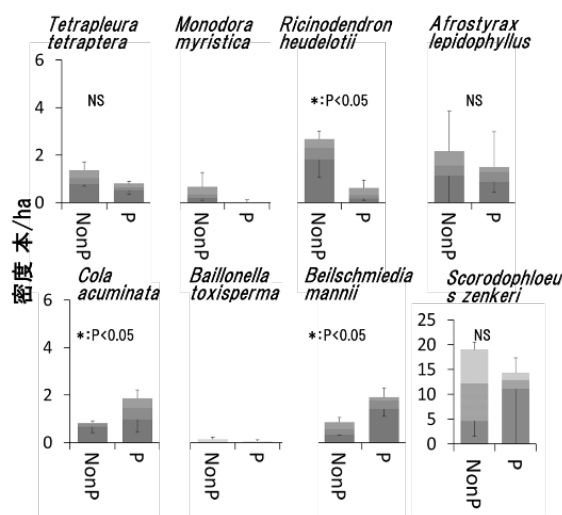 Tetrapleura
tetraptera
Monodora
myristica
Ricinodendron
heudelotii
Afrostyrax
lepidophyllus
密度 本/ha
6
4
2
0
NS
*:P<0.05
NS
NonP
P
NonP
P
NonP
P
NonP
P
Cola
acuminata
Baillonella
toxisperma
Beilschmiedia
mannii
Scorodophloeu
s zenkeri
6
4
2
0
*:P<0.05
*:P<0.05
25
20
15
10
5
0
NS
NonP
P
NonP
P
NonP
P
NonP
P